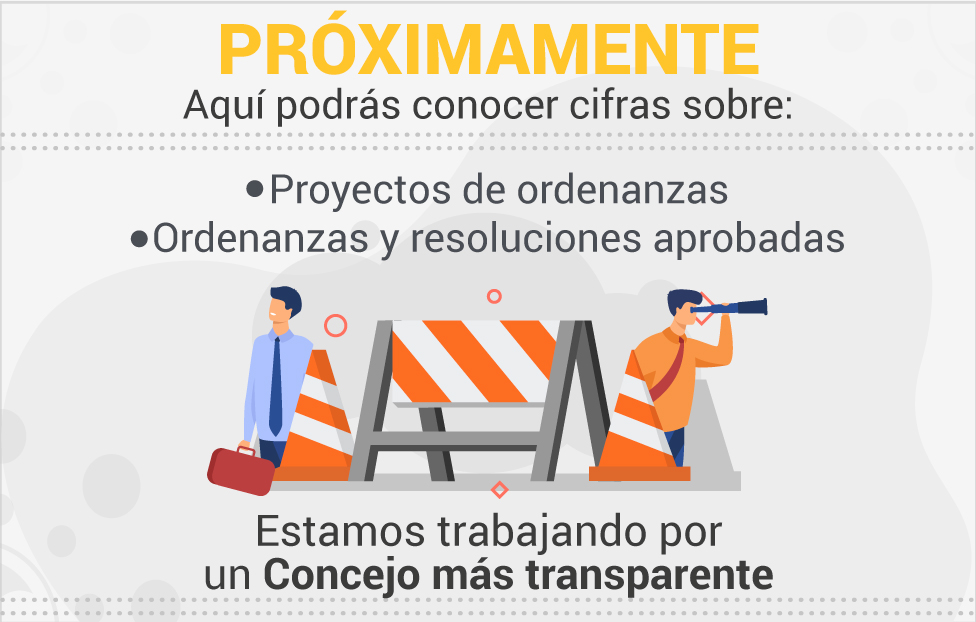 PRÓXIMAMENTE
Aquí podrás conocer cifras sobre:
•Proyectos de ordenanzas
•Ordenanzas y resoluciones aprobadas
Estamos trabajando por
un Concejo más transparente